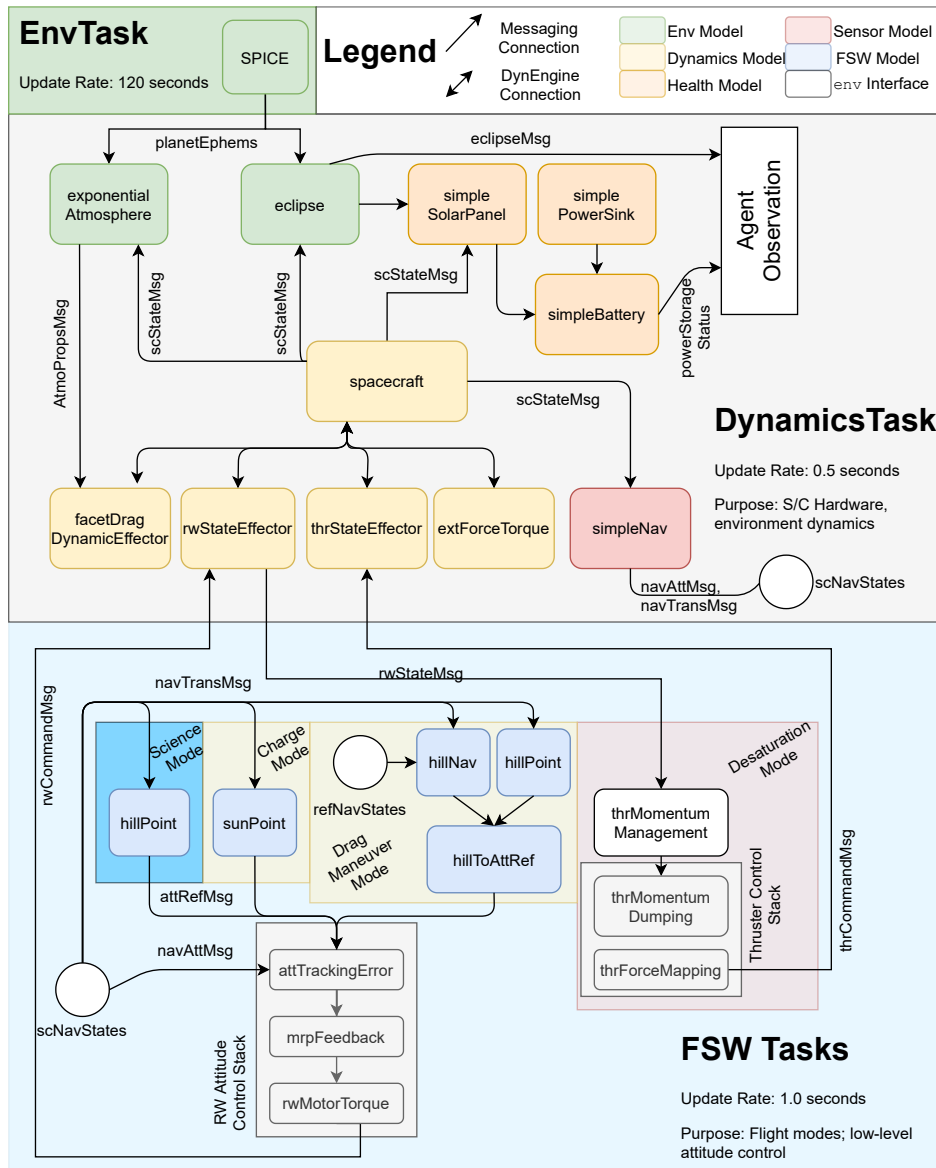 EnvTask
Update Rate: 120 seconds
SPICE
Legend
Messaging
Connection
DynEngine
Connection
Env Model
Dynamics Model
Health Model
Sensor Model
FSW Model
env Interface
planetEphems
eclipseMsg
exponential
Atmosphere
eclipse
simple
SolarPanel
simple
PowerSink
Agent
Observation
scStateMsg
scStateMsg
scStateMsg
simpleBattery
powerStorage
Status
AtmoPropsMsg
spacecraft
scStateMsg
DynamicsTask
Update Rate: 0.5 seconds
Purpose: S/C Hardware,
environment dynamics
facetDrag
DynamicEffector
rwStateEffector
thrStateEffector
extForceTorque
simpleNav
navAttMsg,
navTransMsg
scNavStates
rwCommandMsg
navTransMsg
rwStateMsg
Science
Mode
Charge
Mode
hillNav
hillPoint
Desaturation
Mode
refNavStates
hillPoint
sunPoint
Drag
Maneuver
Mode
hillToAttRef
thrMomentum
Management
thrMomentum
Dumping
thrForceMapping
Thruster Control
Stack
thrCommandMsg
attRefMsg
navAttMsg
scNavStates
attTrackingError
mrpFeedback
rwMotorTorque
RW Attitude
Control Stack
FSW Tasks
Update Rate: 1.0 seconds
Purpose: Flight modes; low-level
attitude control